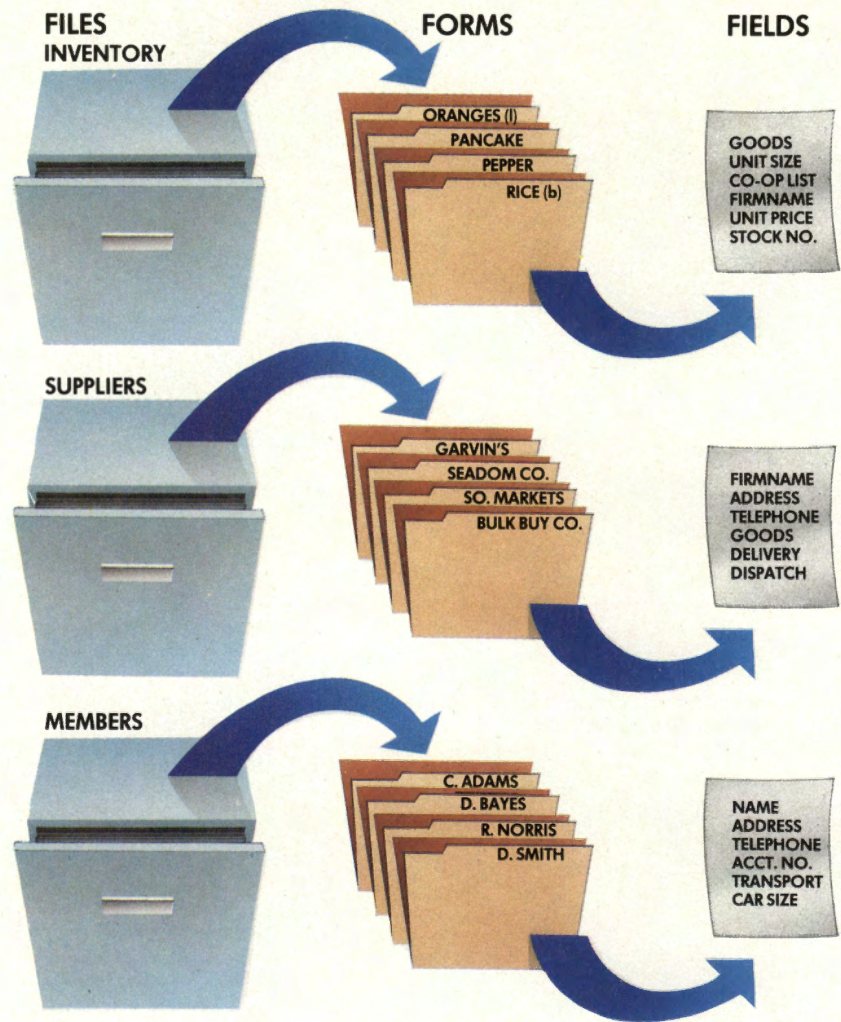 FILES
FORMS
FIELDS
INVENTORY
ORANGES (l)
PANCAKE
PEPPER
RICE (b)
GOODS
UNIT SIZE
CO-OP LIST
FIRMNAME
UNIT PRICE
STOCK NO.
SUPPLIERS
GARVIN'S
SEADOM CO.
SO. MARKETS
BULK BUY CO.
FIRMNAME
ADDRESS
TELEPHONE
GOODS
DELIVERY
DISPATCH
MEMBERS
C. ADAMS
D. BAYES
R. NORRIS
D. SMITH
NAME
ADDRESS
TELEPHONE
ACCT. NO.
TRANSPORT
CAR SIZE